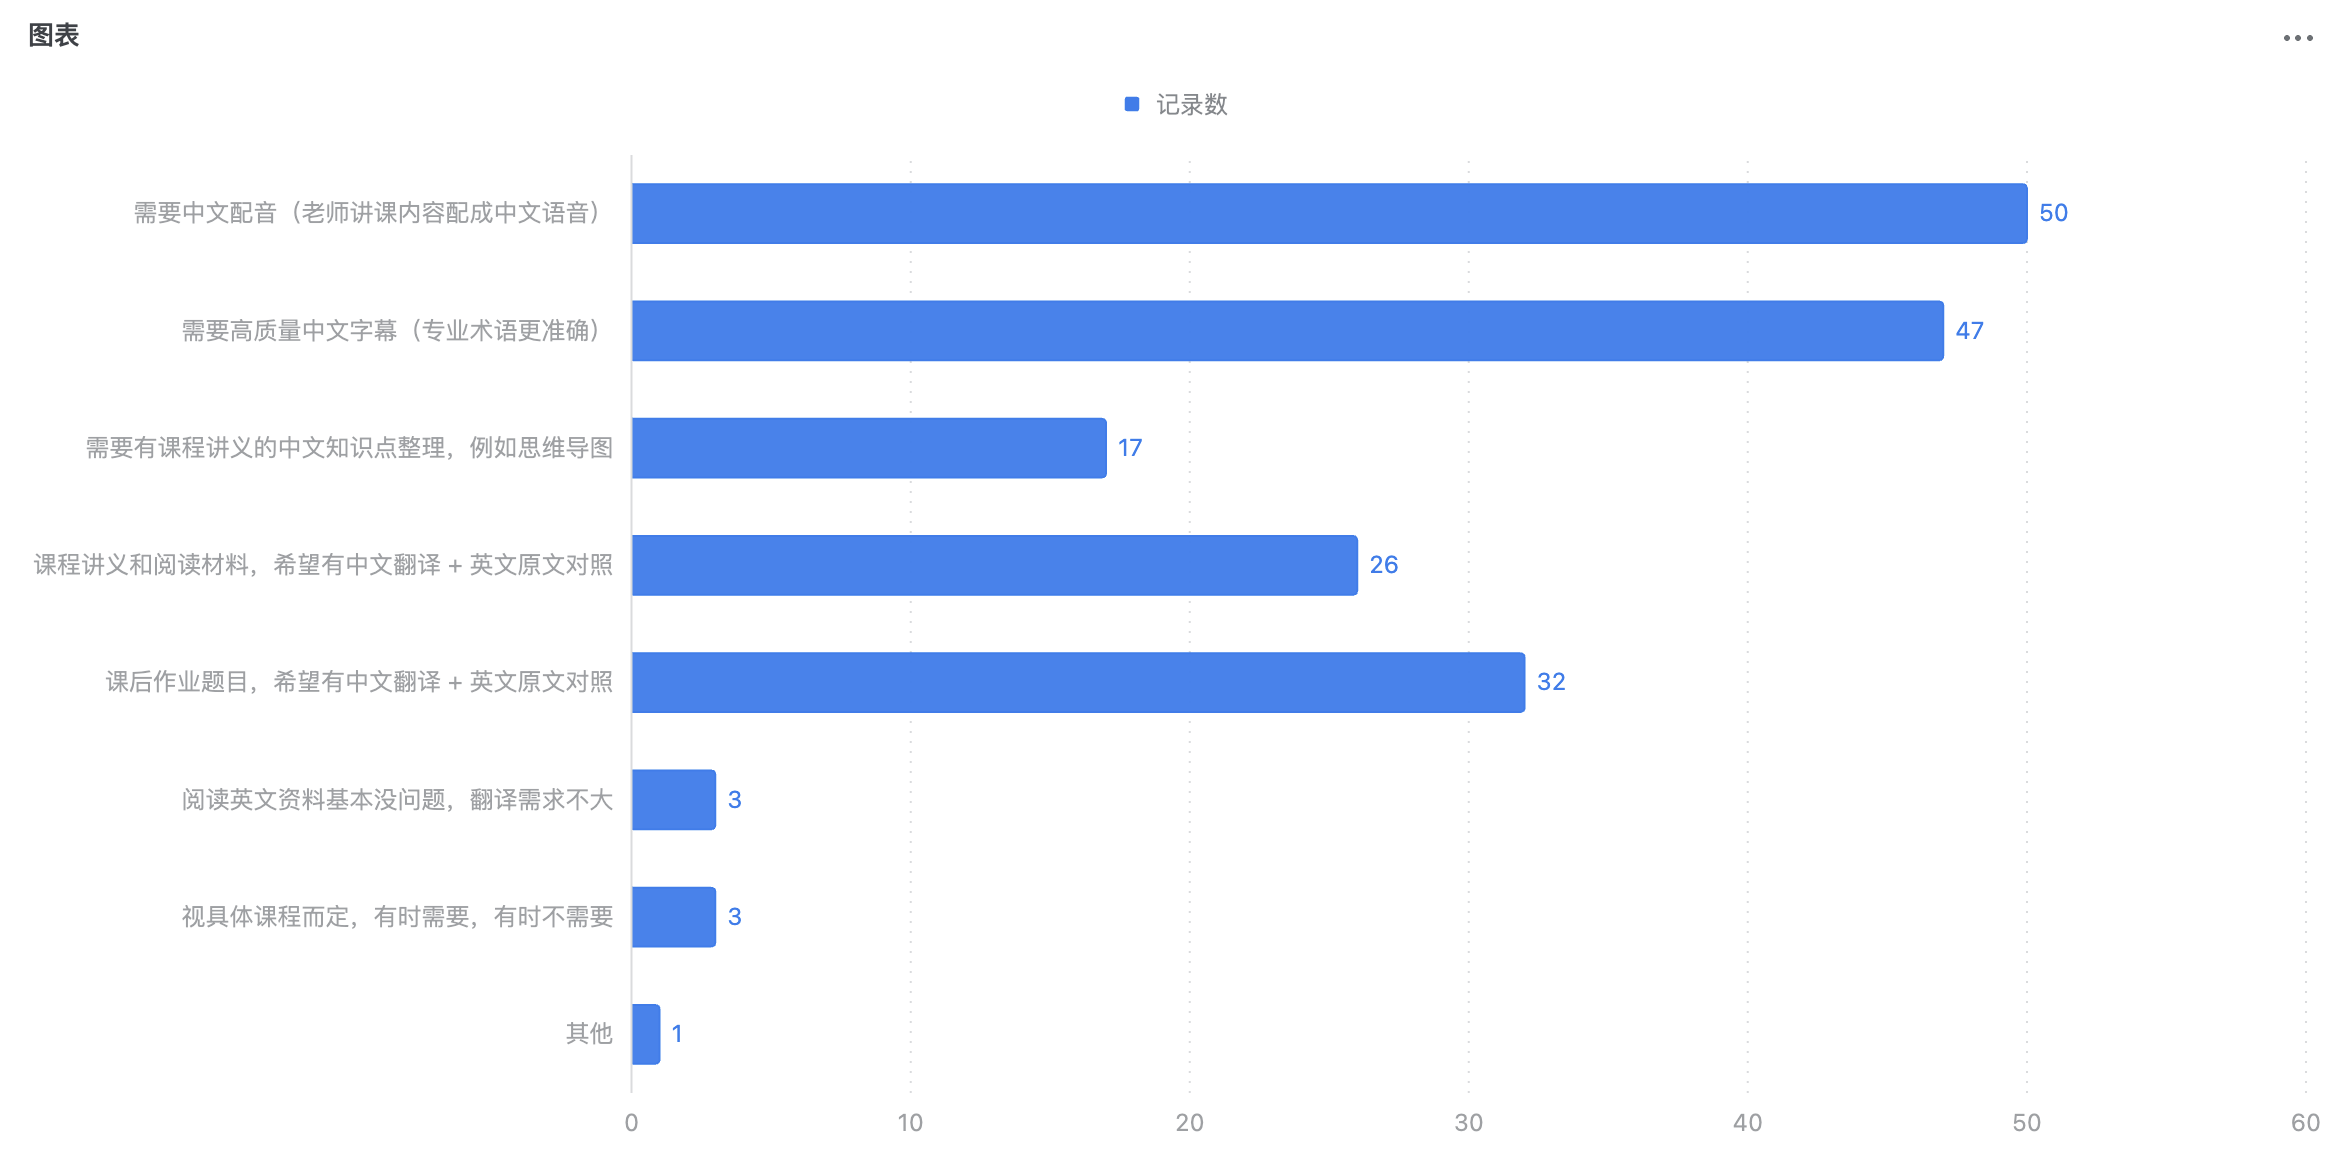 图表
记录数
需要中文配音（老师讲课内容配成中文语音） 50
需要高质量中文字幕（专业术语更准确） 47
需要有课程讲义的中文知识点整理，例如思维导图 17
课程讲义和阅读材料，希望有中文翻译 + 英文原文对照 26
课后作业题目，希望有中文翻译 + 英文原文对照 32
阅读英文资料基本没问题，翻译需求不大 3
视具体课程而定，有时需要，有时不需要 3
其他 1
0 10 20 30 40 50 60